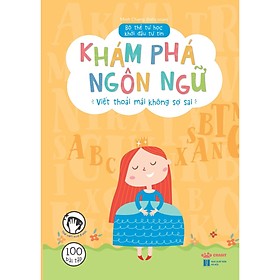 Bộ thẻ tự học
khởi đầu tự tin
KHÁM PHÁ
NGÔN NGỮ
( Viết thoải mái không sợ sai )
100
bài tập
CRABIT